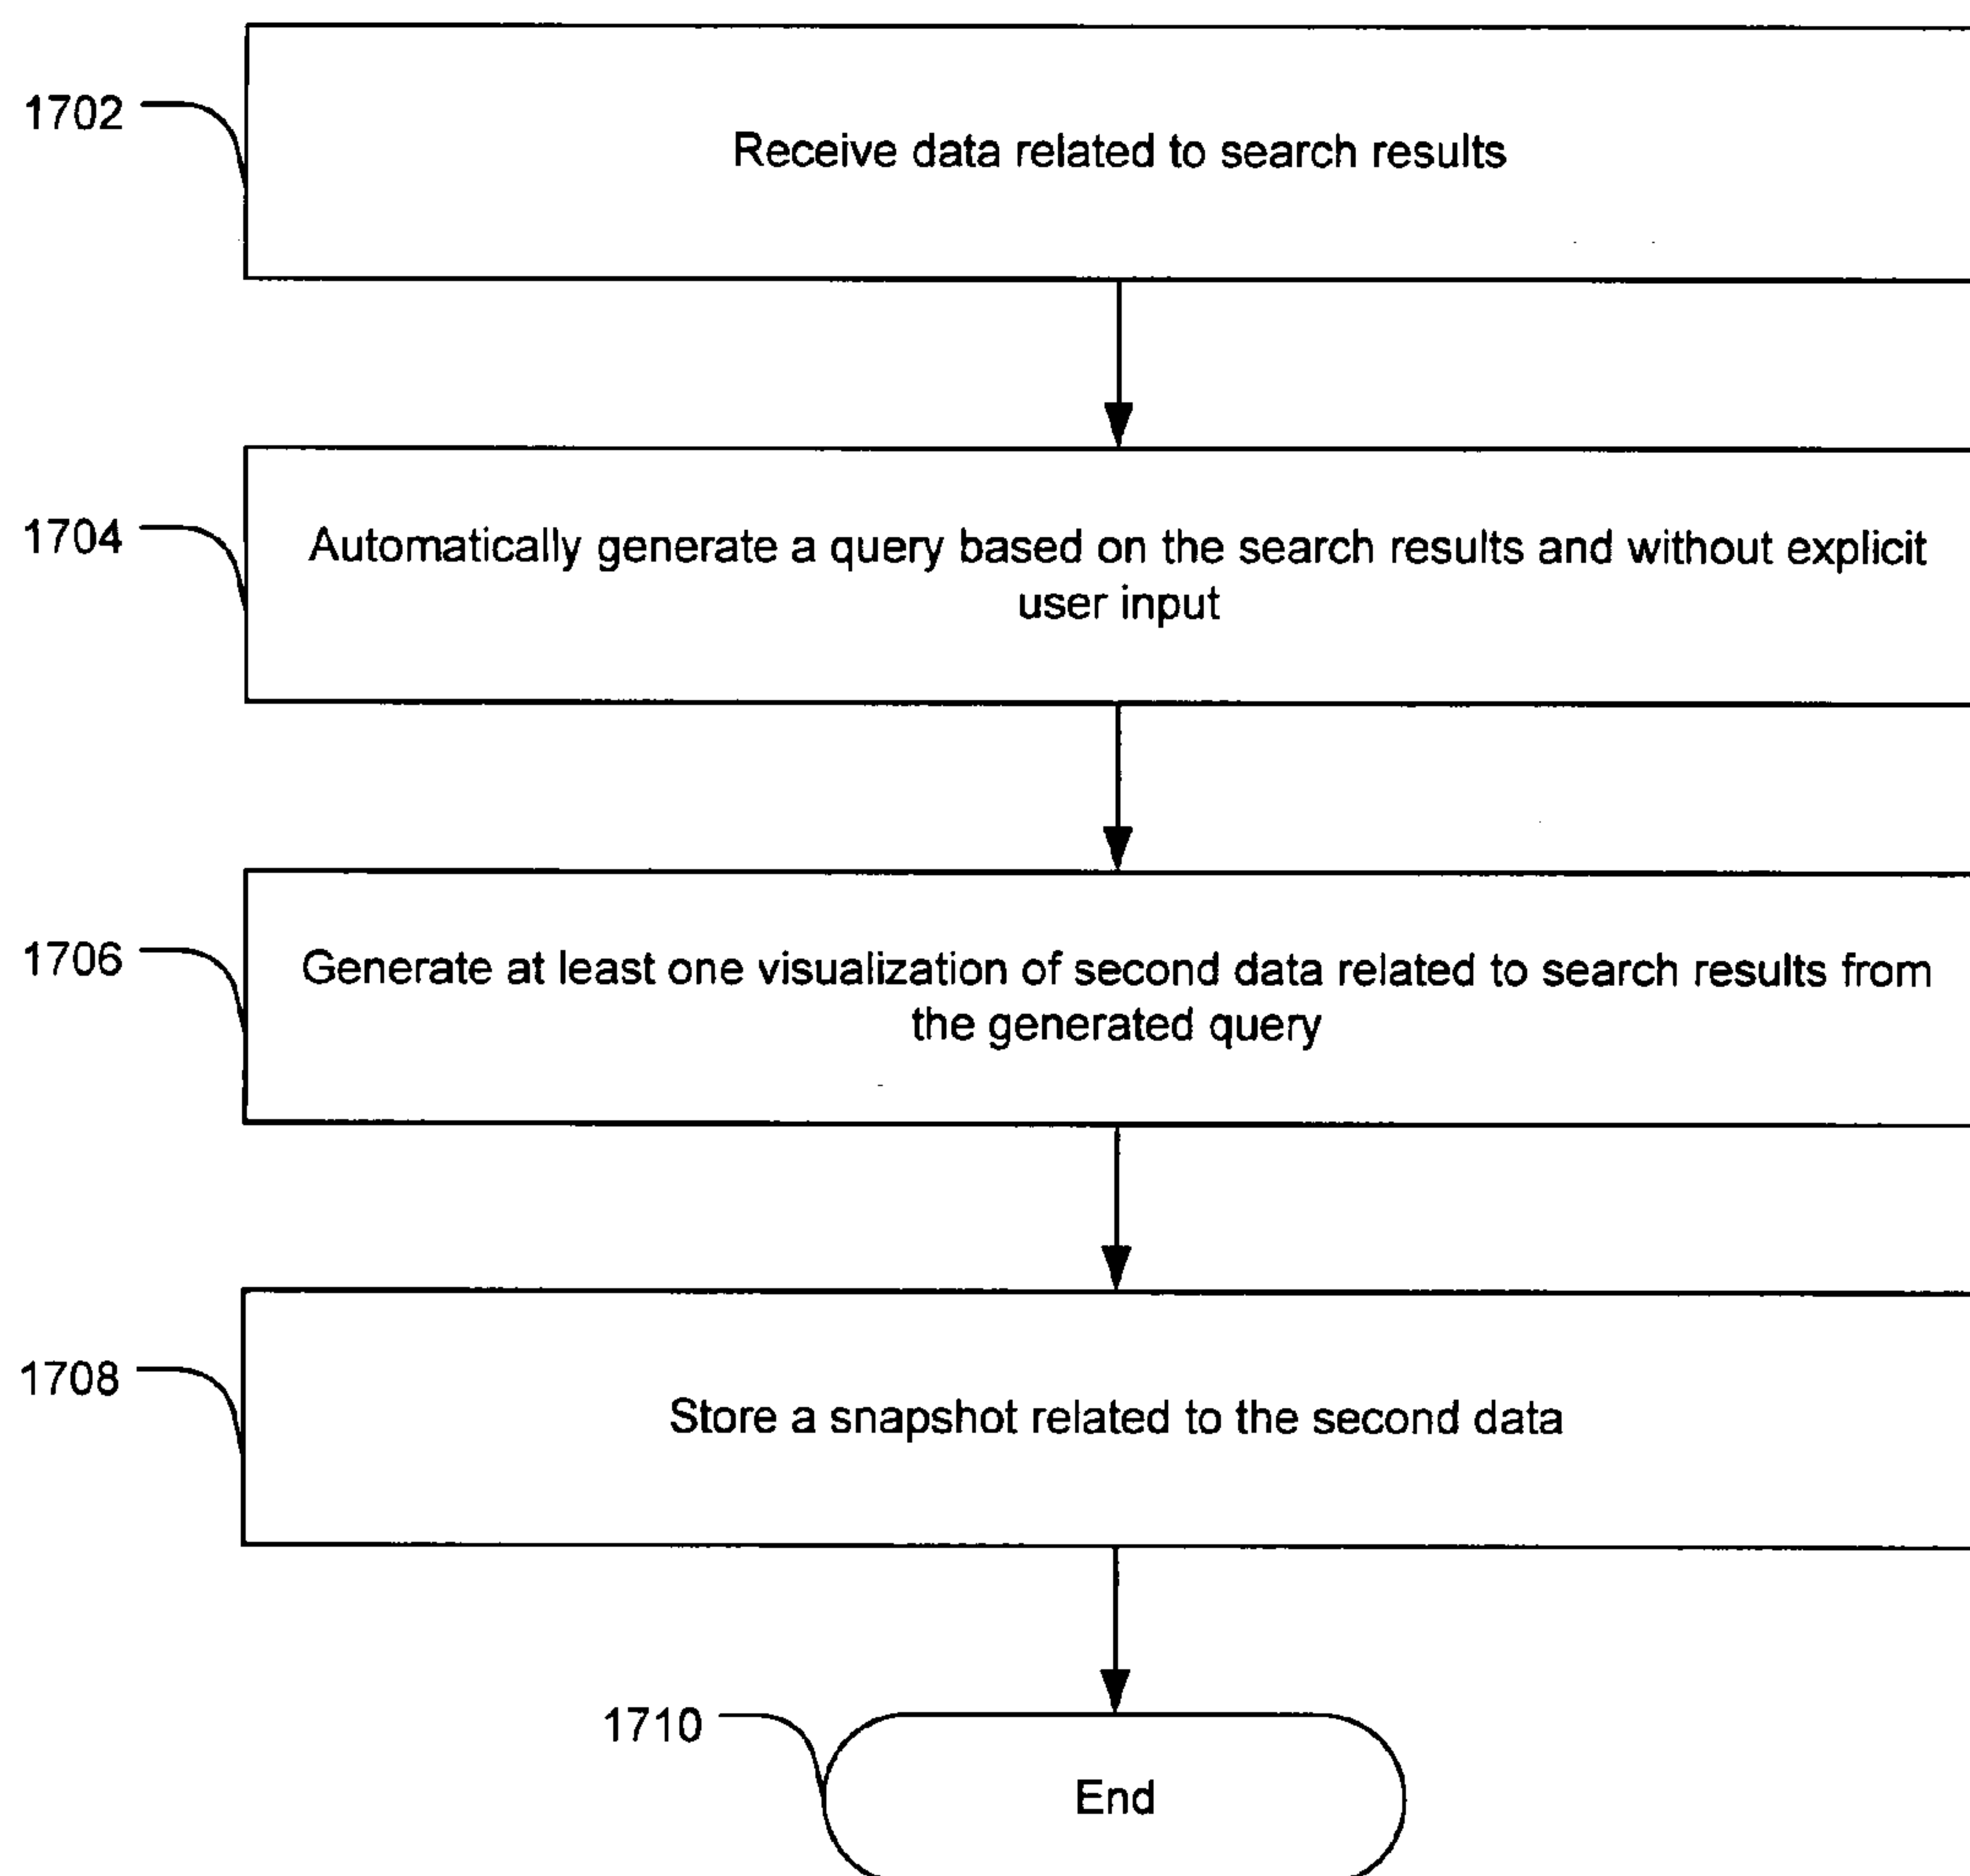 1702
Receive data related to search results
1704
Automatically generate a query based on the search results and without explicit
user input
1706
Generate at least one visualization of second data related to search results from
the generated query
1708
Store a snapshot related to the second data
1710
End